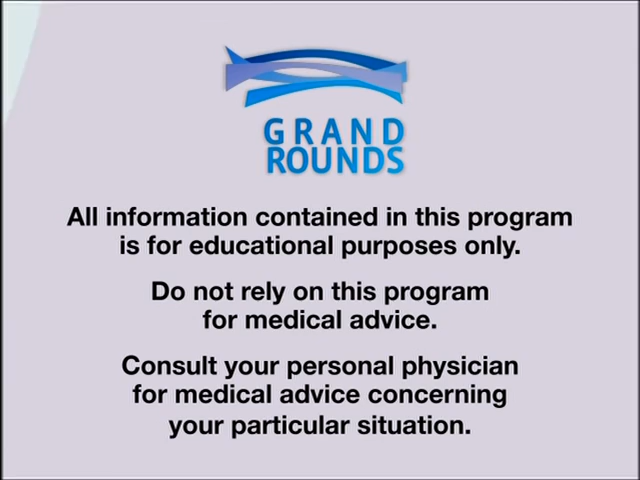 GRAND
ROUNDS
All information contained in this program
is for educational purposes only.
Do not rely on this program
for medical advice.
Consult your personal physician
for medical advice concerning
your particular situation.